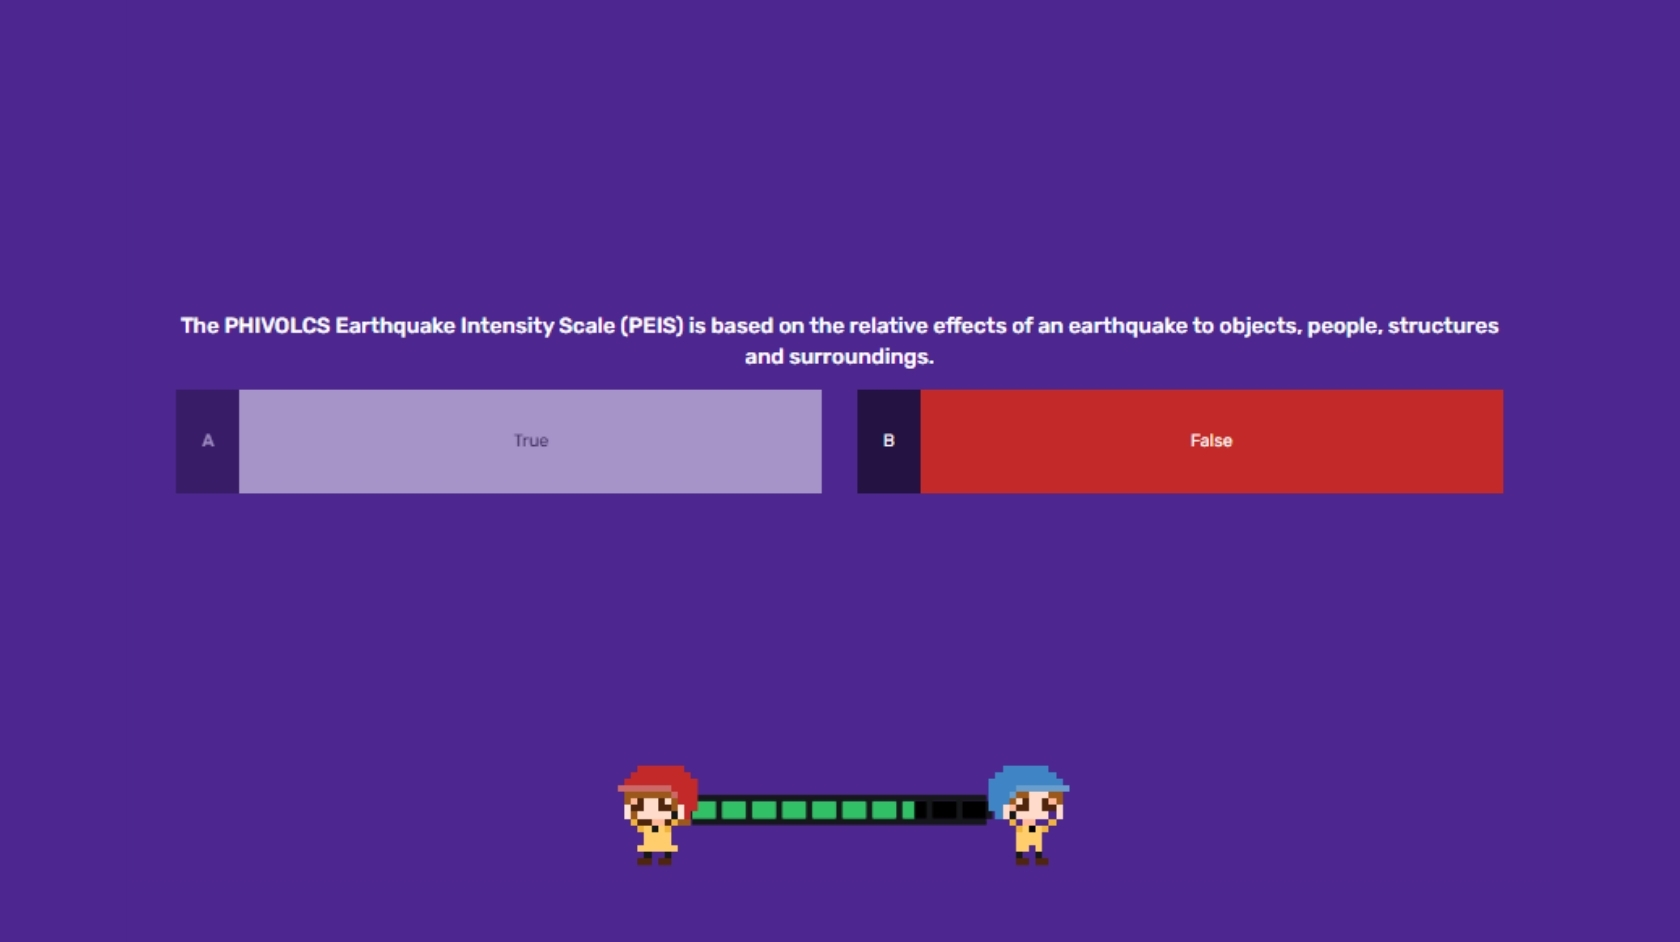 The PHIVOLCS Earthquake Intensity Scale (PEIS) is based on the relative effects of an earthquake to objects, people, structures
and surroundings.
A True B False